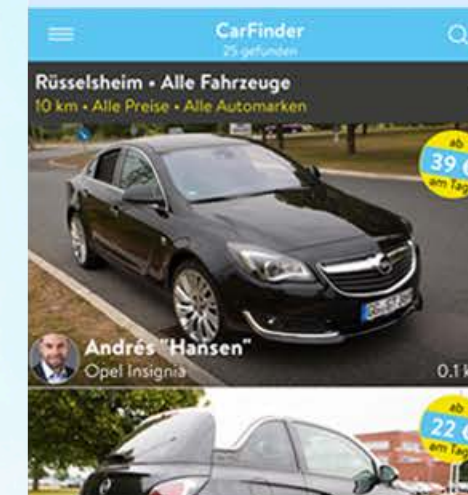 CarFinder
25 gefunden
Rüsselsheim • Alle Fahrzeuge
10 km • Alle Preise • Alle Automarken
ab
39 €
am Tag
Andrés "Hansen"
Opel Insignia
0.1 k
ab
22 €
am Tag